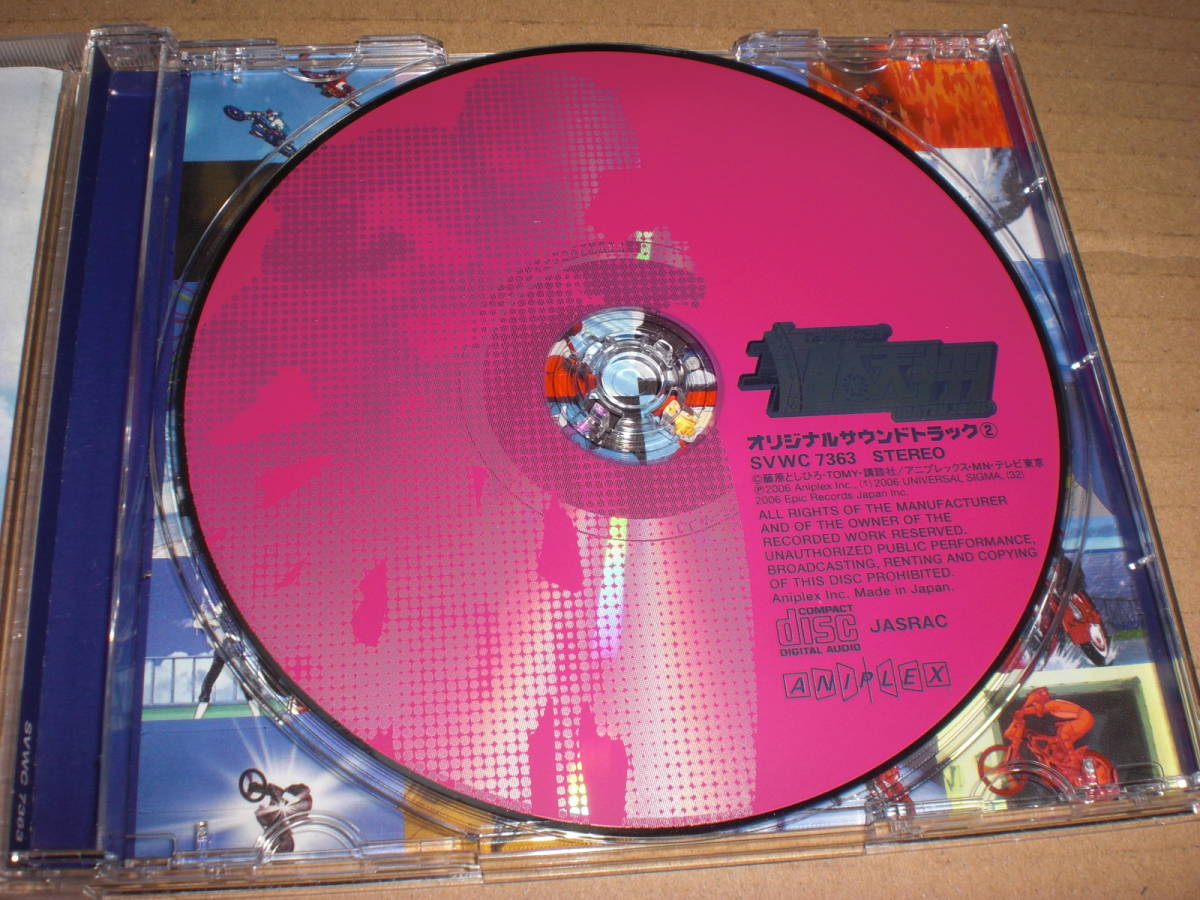 オリジナルサウンドトラック②
SVWC 7363 STEREO
©藤原としひろ・TOMY・講談社/アニプレックス・MN・テレビ東京
℗2006 Aniplex Inc., (1)2006 UNIVERSAL SIGMA, (32)
2006 Epic Records Japan Inc.
ALL RIGHTS OF THE MANUFACTURER
AND OF THE OWNER OF THE
RECORDED WORK RESERVED.
UNAUTHORIZED PUBLIC PERFORMANCE,
BROADCASTING, RENTING AND COPYING
OF THIS DISC PROHIBITED.
Aniplex Inc. Made in Japan.
COMPACT
disc
DIGITAL AUDIO
JASRAC
ANIPLEX
SVWC 7363